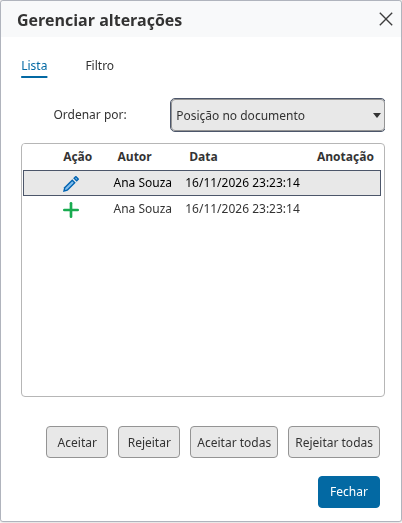 Gerenciar alterações
Lista Filtro
Ordenar por: Posição no documento
Ação Autor Data Anotação
Ana Souza 16/11/2026 23:23:14
Ana Souza 16/11/2026 23:23:14
Aceitar Rejeitar Aceitar todas Rejeitar todas
Fechar